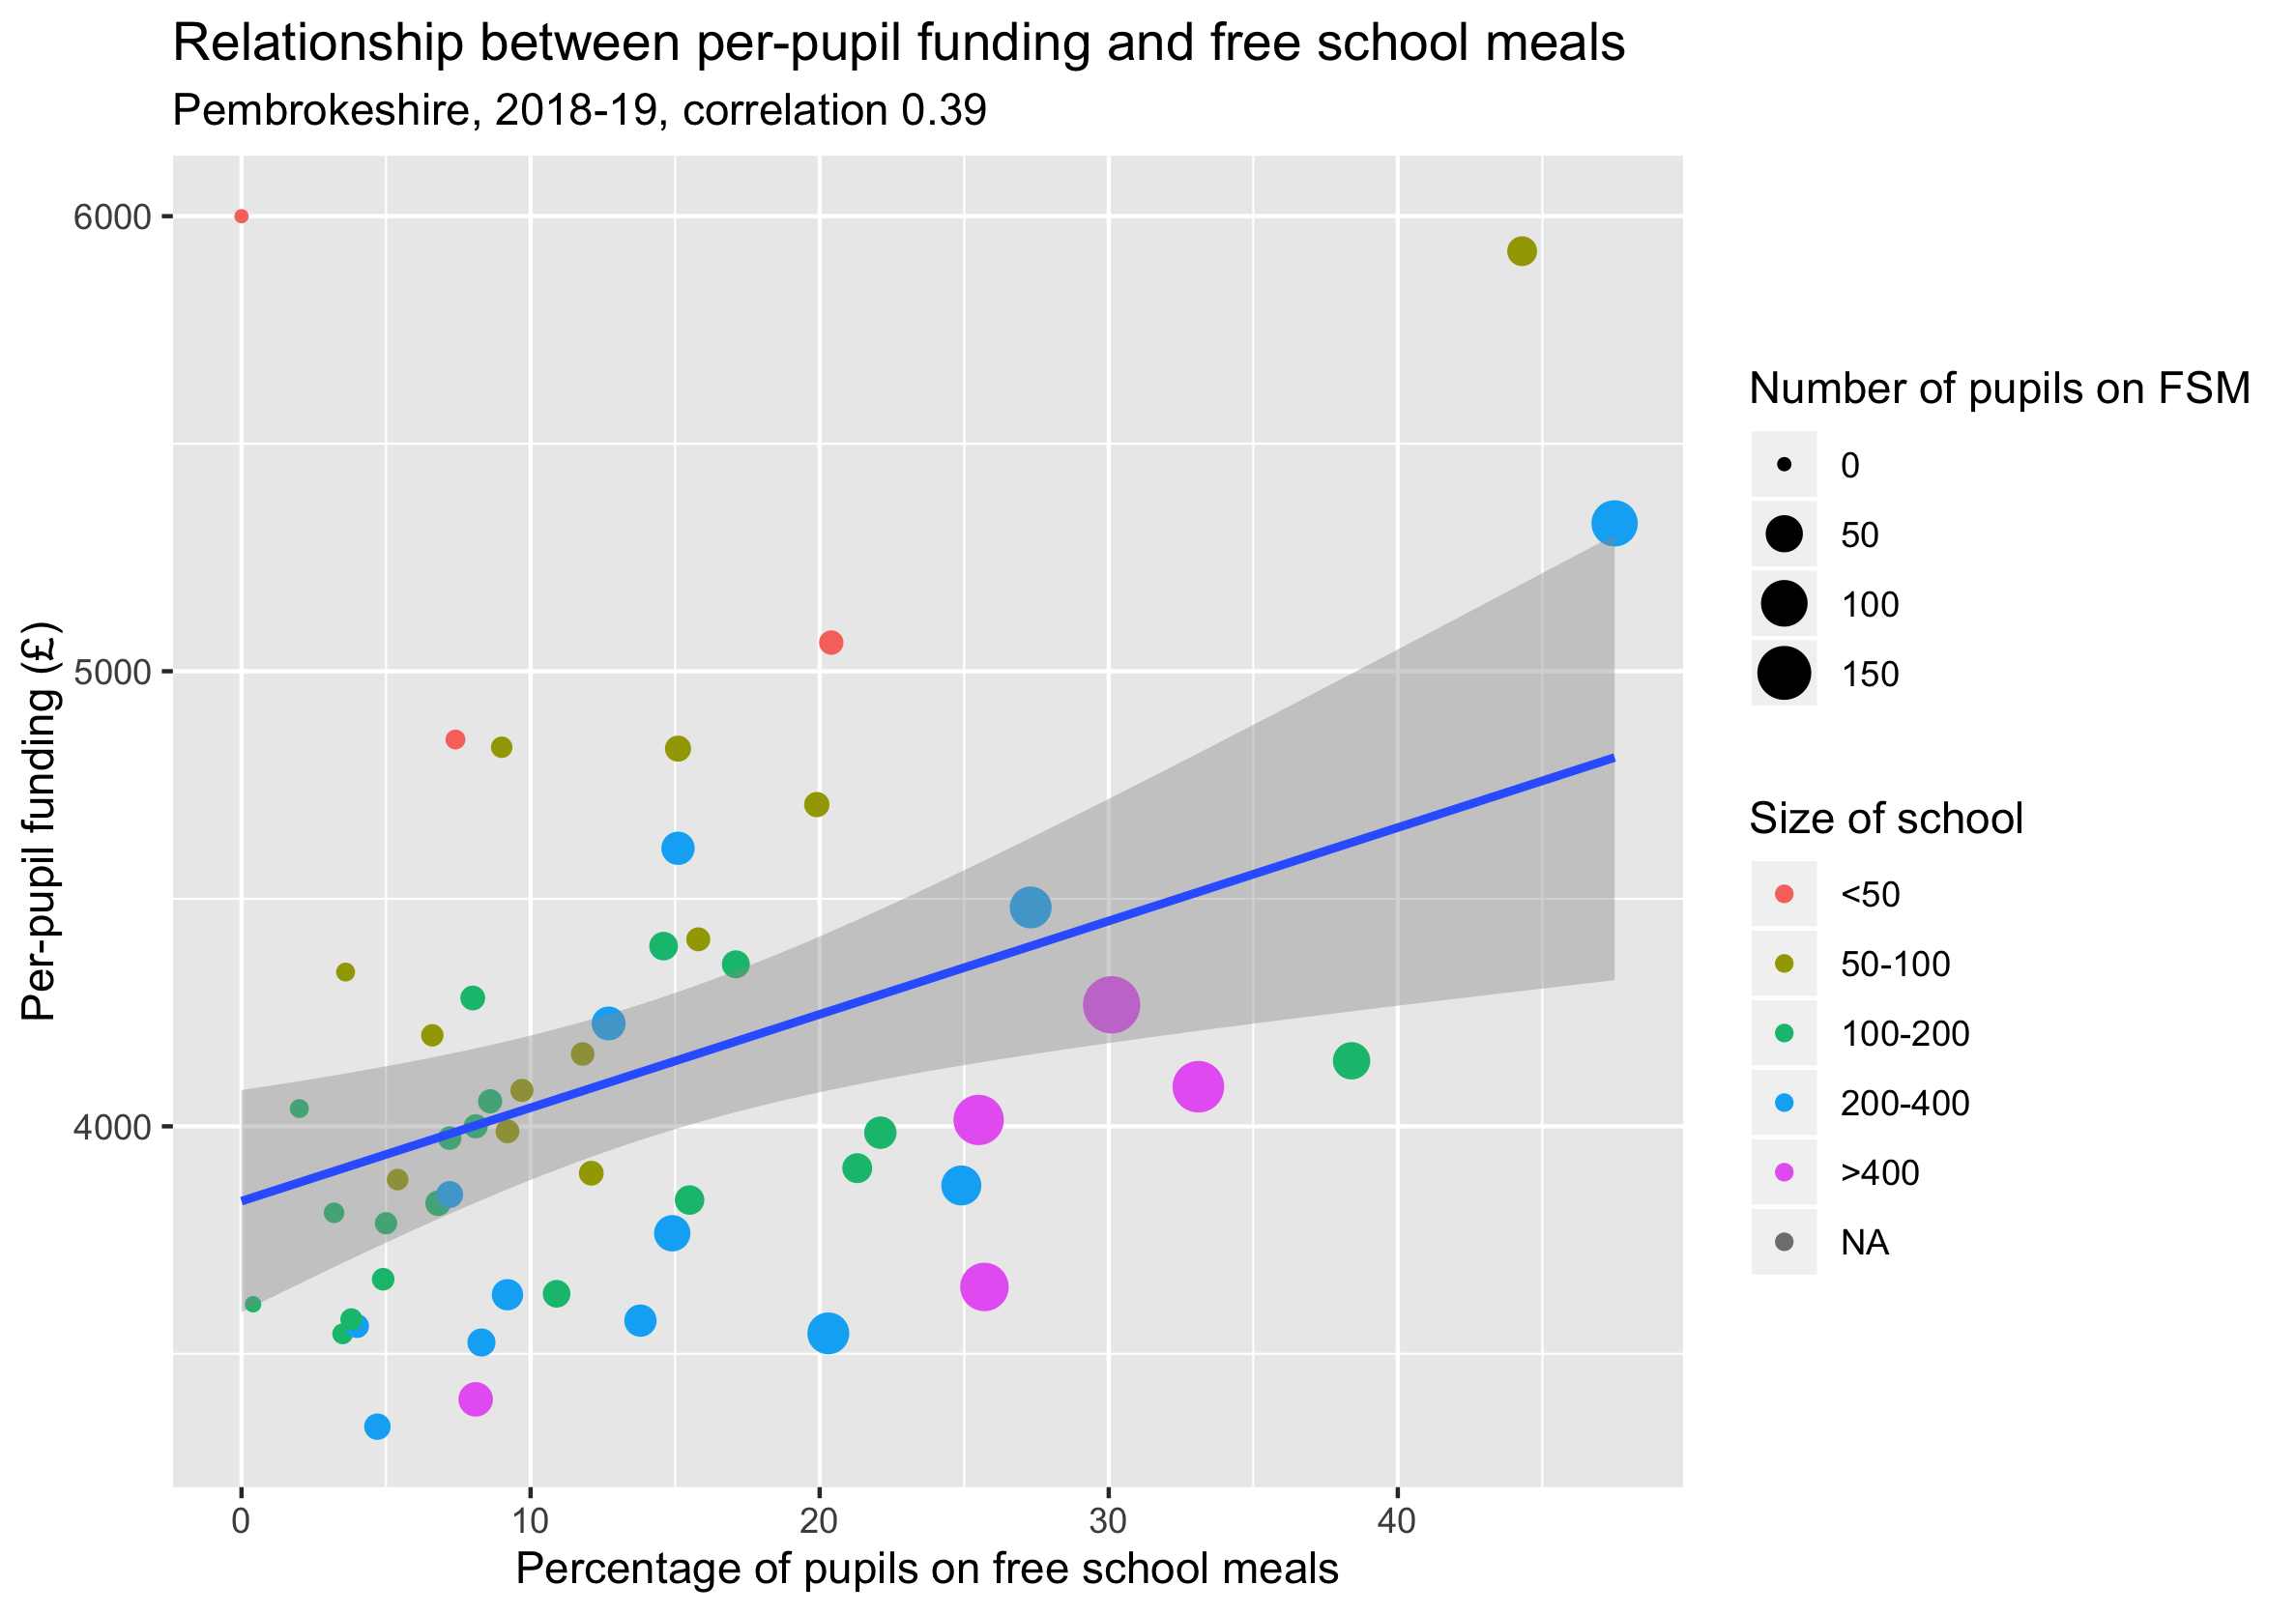 Relationship between per-pupil funding and free school meals
Pembrokeshire, 2018-19, correlation 0.39
6000
5000
4000
Per-pupil funding (£)
0 10 20 30 40
Percentage of pupils on free school meals
Number of pupils on FSM
0
50
100
150
Size of school
<50
50-100
100-200
200-400
>400
NA